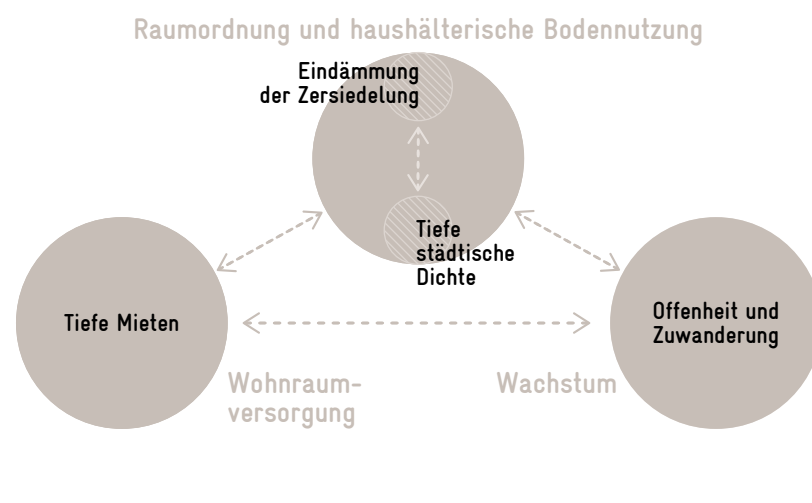 Raumordnung und haushälterische Bodennutzung
Eindämmung
der Zersiedelung
Tiefe
städtische
Dichte
Tiefe Mieten
Offenheit und
Zuwanderung
Wohnraum-
versorgung
Wachstum